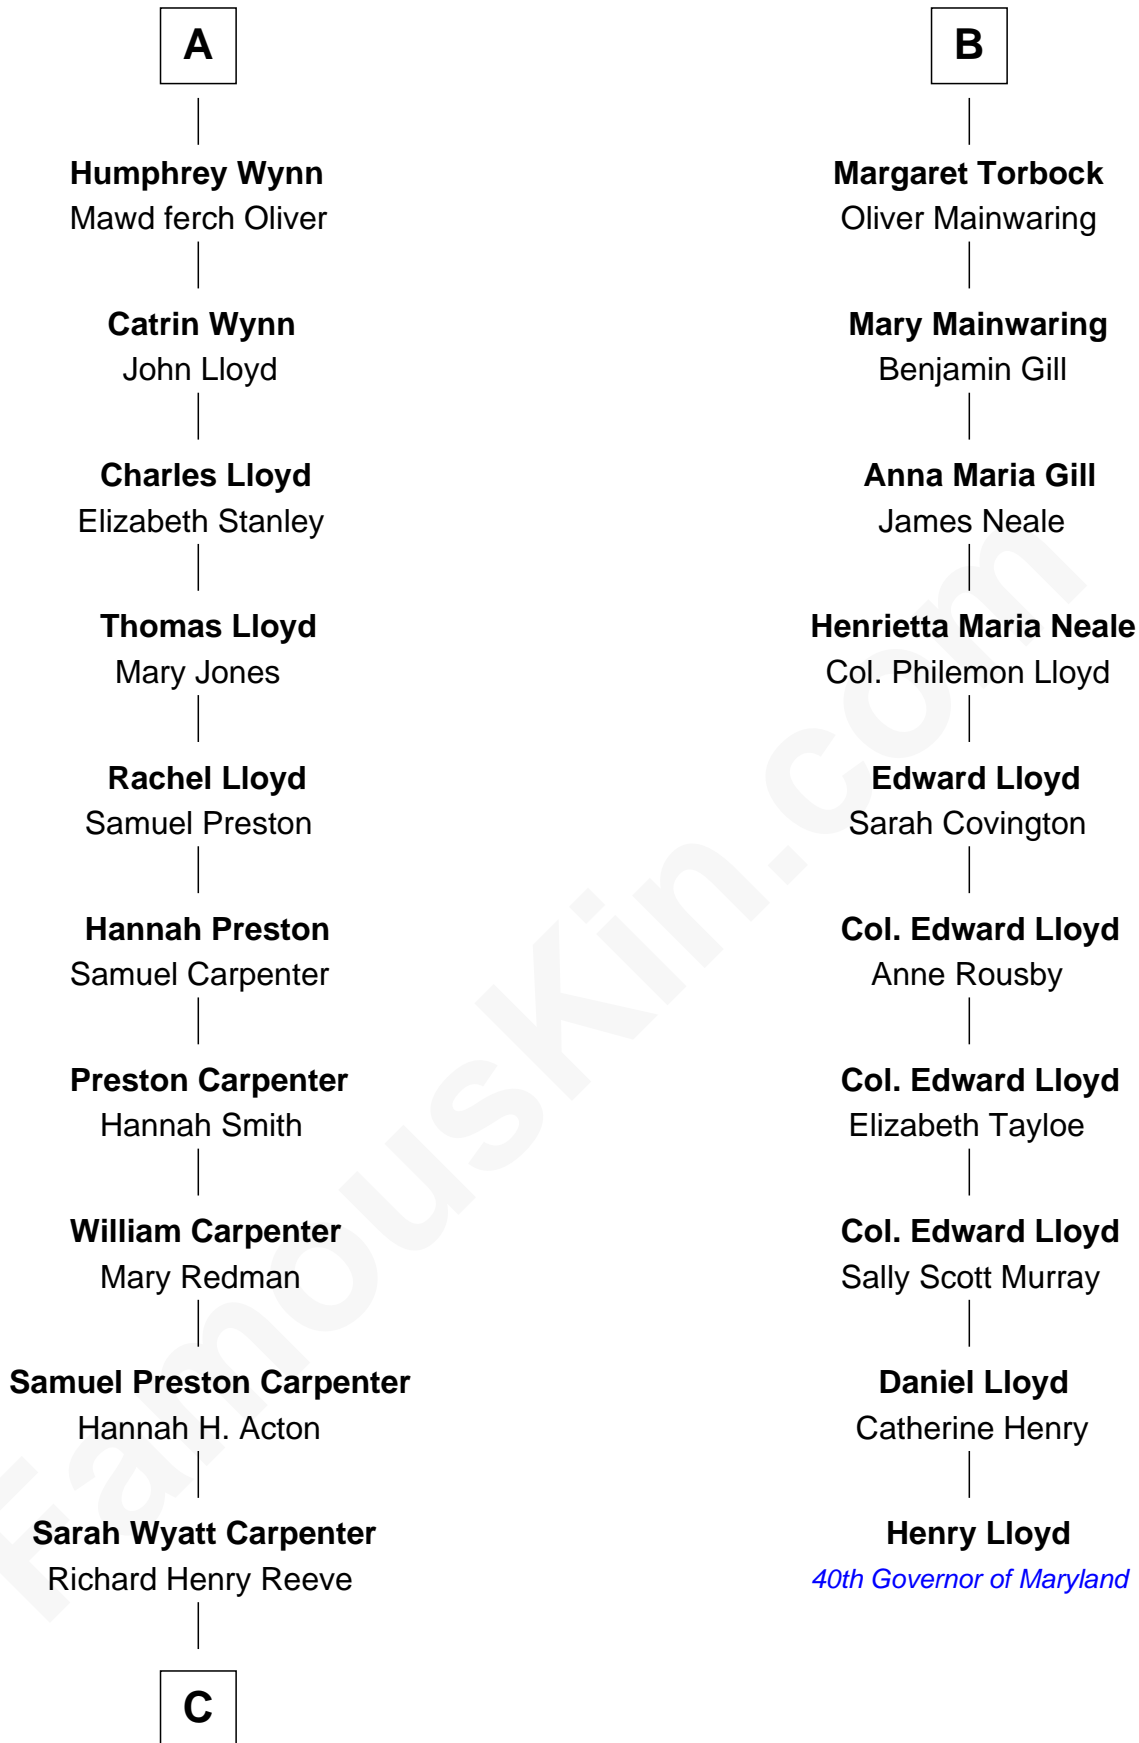 A
Humphrey Wynn
Mawd ferch Oliver
Catrin Wynn
John Lloyd
Charles Lloyd
Elizabeth Stanley
Thomas Lloyd
Mary Jones
Rachel Lloyd
Samuel Preston
Hannah Preston
Samuel Carpenter
Preston Carpenter
Hannah Smith
William Carpenter
Mary Redman
Samuel Preston Carpenter
Hannah H. Acton
Sarah Wyatt Carpenter
Richard Henry Reeve
C
B
Margaret Torbock
Oliver Mainwaring
Mary Mainwaring
Benjamin Gill
Anna Maria Gill
James Neale
Henrietta Maria Neale
Col. Philemon Lloyd
Edward Lloyd
Sarah Covington
Col. Edward Lloyd
Anne Rousby
Col. Edward Lloyd
Elizabeth Tayloe
Col. Edward Lloyd
Sally Scott Murray
Daniel Lloyd
Catherine Henry
Henry Lloyd
40th Governor of Maryland
FamousKin.com